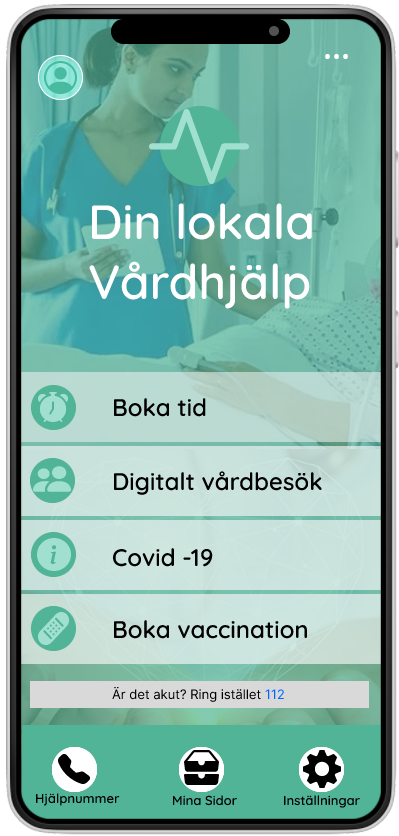 Din lokala
Vårdhjälp
Boka tid
Digitalt vårdbesök
Covid -19
Boka vaccination
Är det akut? Ring istället 112
Hjälpnummer
Mina Sidor
Inställningar